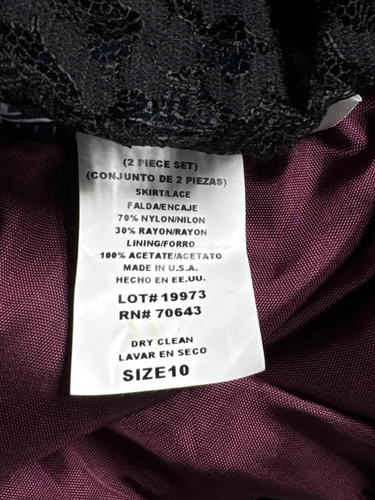 (2 PIECE SET)
(CONJUNTO DE 2 PIEZAS)
SKIRT/LACE
FALDA/ENCAJE
70% NYLON/NILON
30% RAYON/RAYON
LINING/FORRO
100% ACETATE/ACETATO
MADE IN U.S.A.
HECHO EN EE.UU.
LOT# 19973
RN# 70643
DRY CLEAN
LAVAR EN SECO
SIZE10